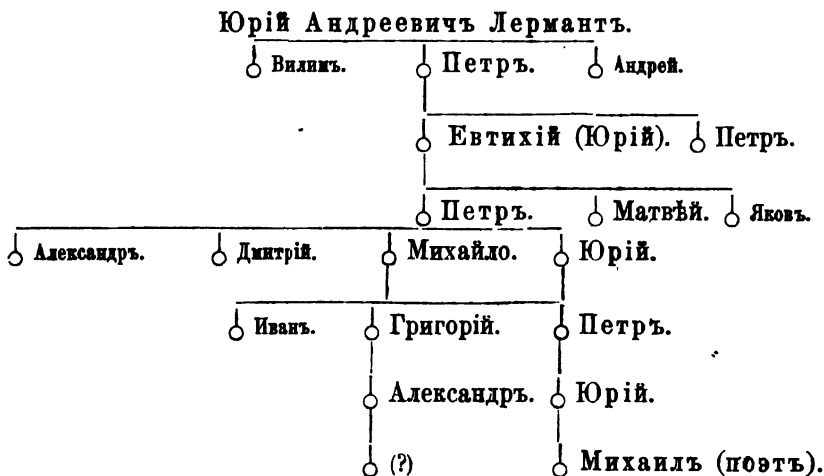 Юрій Андреевичъ Лермантъ.
Вилимъ. Петръ. Андрей.
Евтихій (Юрій). Петръ.
Петръ. Матвѣй. Яковъ.
Александръ. Дмитрій. Михайло. Юрій.
Иванъ. Григорій. Петръ.
Александръ. Юрій.
(?) Михаилъ (поэтъ).